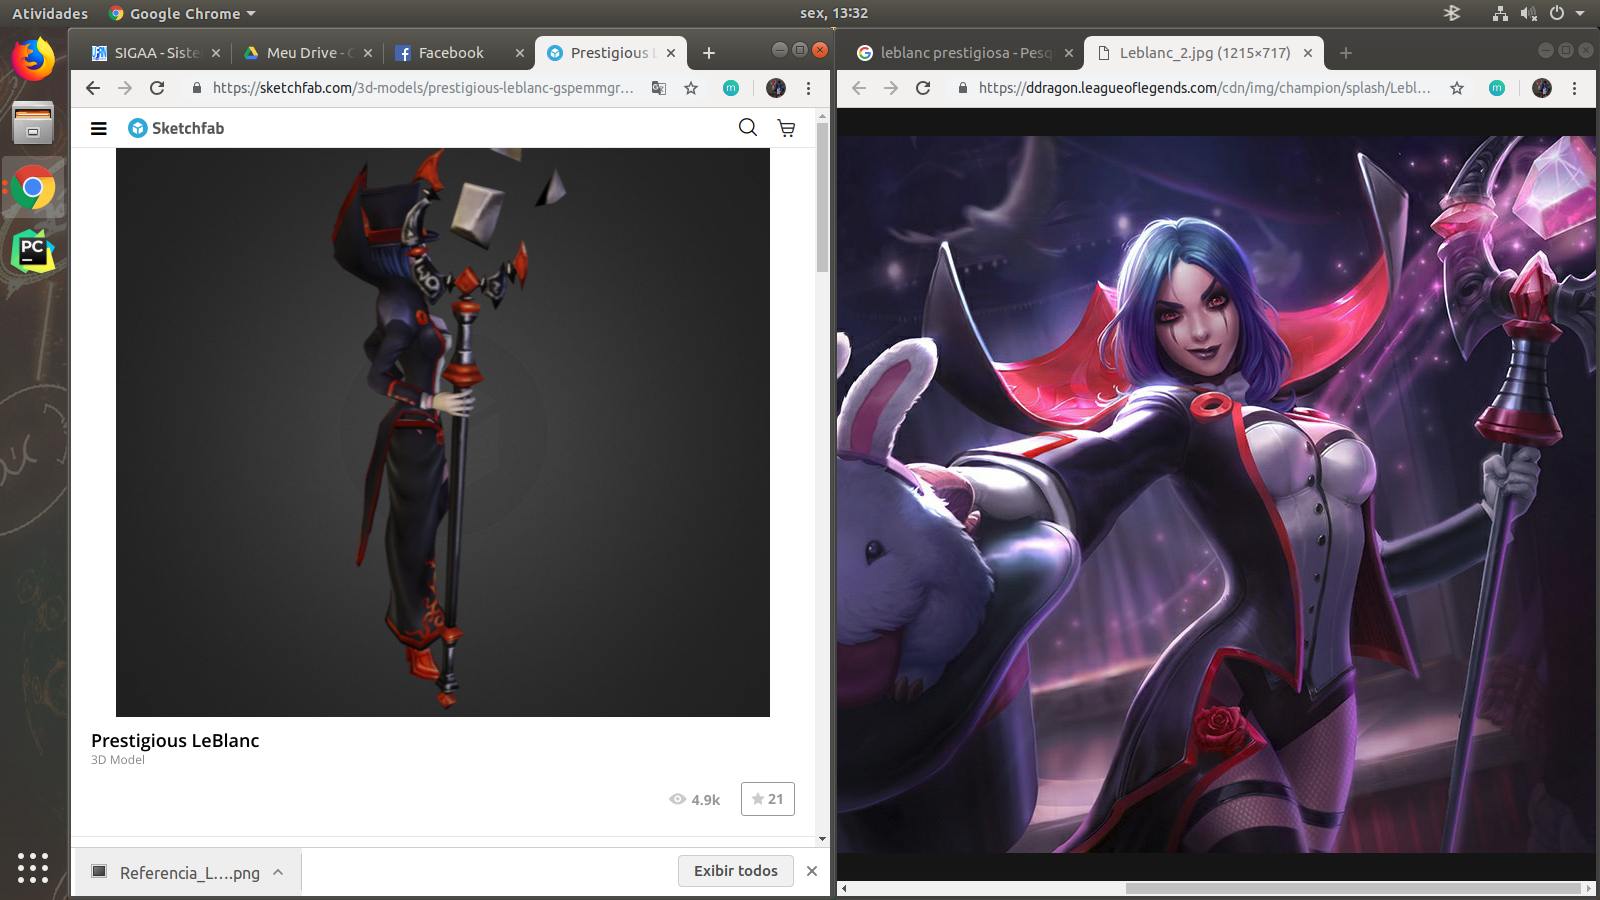 Atividades
Google Chrome
sex, 13:32
SIGAA - Siste
Meu Drive - G
Facebook
Prestigious L
https://sketchfab.com/3d-models/prestigious-leblanc-gspemmgr…
Sketchfab
Prestigious LeBlanc
3D Model
4.9k
21
Referencia_L….png
Exibir todos
leblanc prestigiosa - Pesq
Leblanc_2.jpg (1215×717)
https://ddragon.leagueoflegends.com/cdn/img/champion/splash/Lebl…
PC
m
m